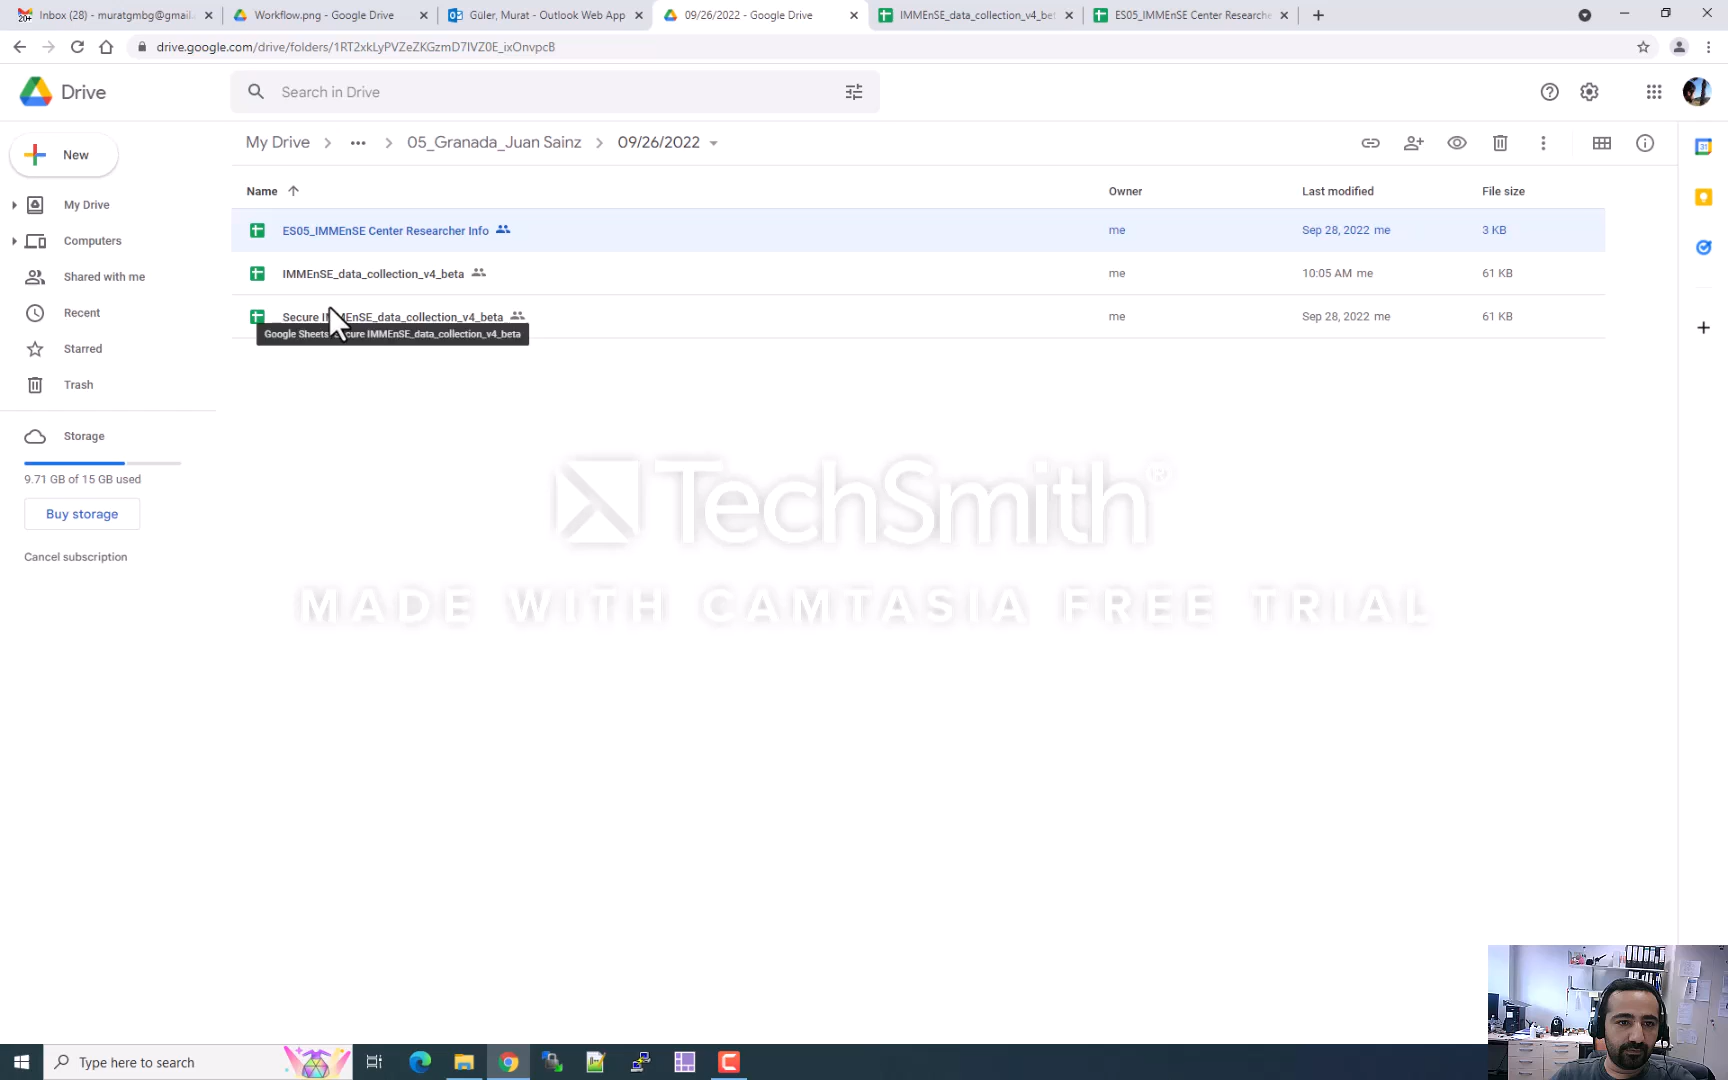 Inbox (28) - muratgmbg@gmail.
Workflow.png - Google Drive
Güler, Murat - Outlook Web App
09/26/2022 - Google Drive
IMMEnSE_data_collection_v4_bet
ES05_IMMEnSE Center Researche
drive.google.com/drive/folders/1RT2xkLyPVZeZKGzmD7IVZ0E_ixOnvpcB
Drive
Search in Drive
New
My Drive
Computers
Shared with me
Recent
Starred
Trash
Storage
9.71 GB of 15 GB used
Buy storage
Cancel subscription
My Drive > ... > 05_Granada_Juan Sainz > 09/26/2022
Name Owner Last modified File size
ES05_IMMEnSE Center Researcher Info me Sep 28, 2022 me 3 KB
IMMEnSE_data_collection_v4_beta me 10:05 AM me 61 KB
Secure IMMEnSE_data_collection_v4_beta me Sep 28, 2022 me 61 KB
Google Sheets: Secure IMMEnSE_data_collection_v4_beta
TechSmith®
MADE WITH CAMTASIA FREE TRIAL
Type here to search